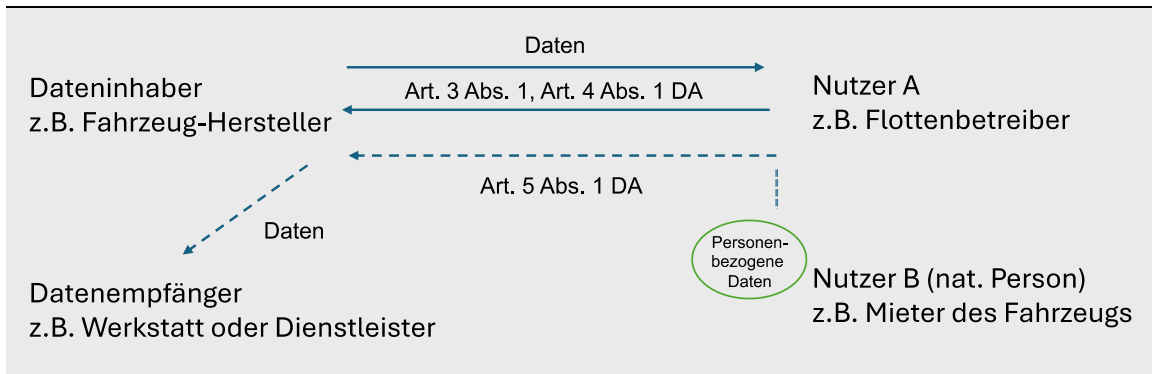 Daten
Dateninhaber
z.B. Fahrzeug-Hersteller
Art. 3 Abs. 1, Art. 4 Abs. 1 DA
Nutzer A
z.B. Flottenbetreiber
Art. 5 Abs. 1 DA
Daten
Personen-
bezogene
Daten
Datenempfänger
z.B. Werkstatt oder Dienstleister
Nutzer B (nat. Person)
z.B. Mieter des Fahrzeugs